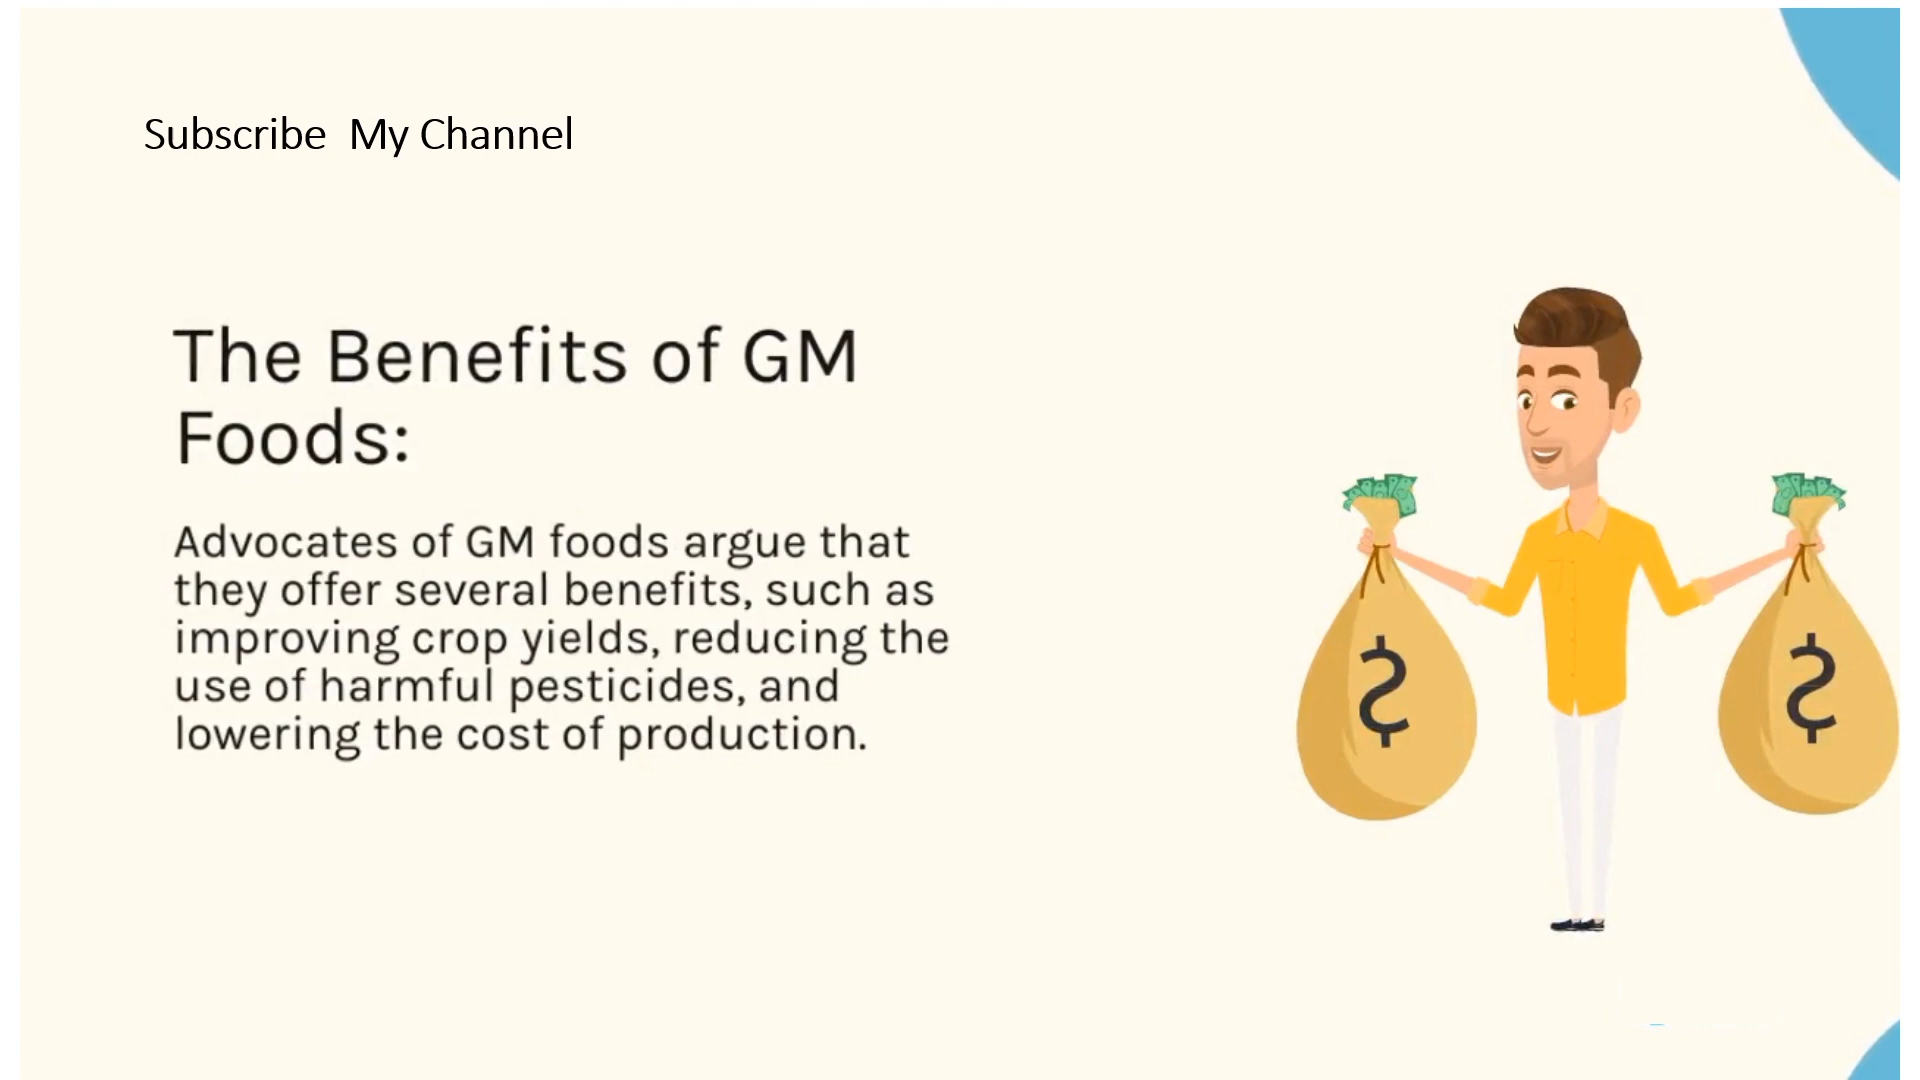 Subscribe  My Channel
The Benefits of GM
Foods:
Advocates of GM foods argue that
they offer several benefits, such as
improving crop yields, reducing the
use of harmful pesticides, and
lowering the cost of production.
$
$